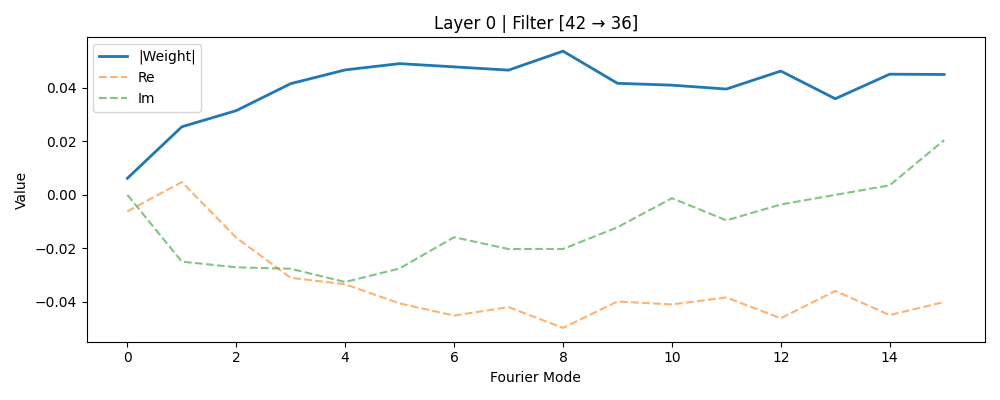 Layer 0 | Filter [42 → 36]
|Weight|
Re
Im
Value
0.04
0.02
0.00
−0.02
−0.04
0 2 4 6 8 10 12 14
Fourier Mode